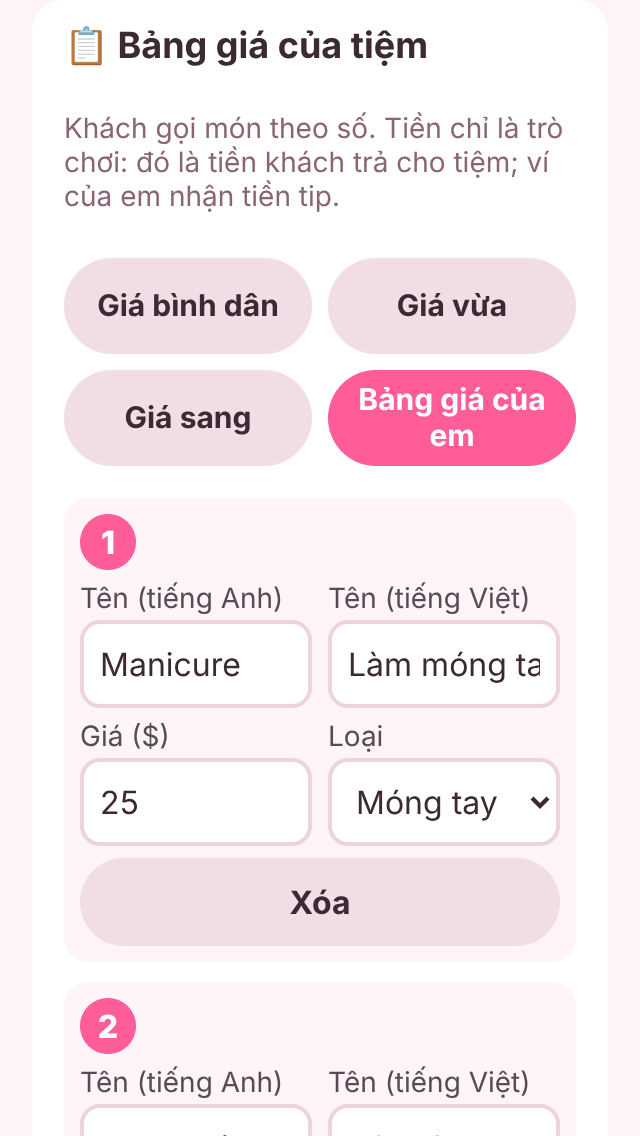 📋 Bảng giá của tiệm
Khách gọi món theo số. Tiền chỉ là trò
chơi: đó là tiền khách trả cho tiệm; ví
của em nhận tiền tip.
Giá bình dân
Giá vừa
Giá sang
Bảng giá của
em
1
Tên (tiếng Anh)
Tên (tiếng Việt)
Manicure
Làm móng ta
Giá ($)
Loại
25
Móng tay
Xóa
2
Tên (tiếng Anh)
Tên (tiếng Việt)